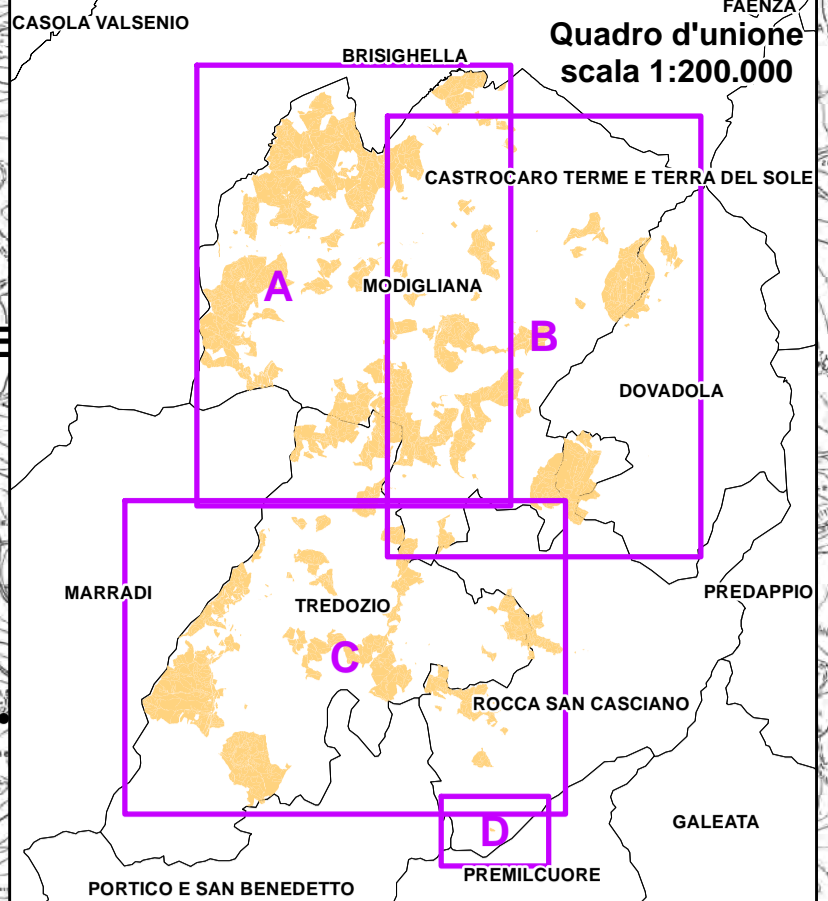 FAENZA
CASOLA VALSENIO
Quadro d'unione
scala 1:200.000
BRISIGHELLA
CASTROCARO TERME E TERRA DEL SOLE
A
MODIGLIANA
B
DOVADOLA
MARRADI
TREDOZIO
PREDAPPIO
C
ROCCA SAN CASCIANO
D
GALEATA
PREMILCUORE
PORTICO E SAN BENEDETTO